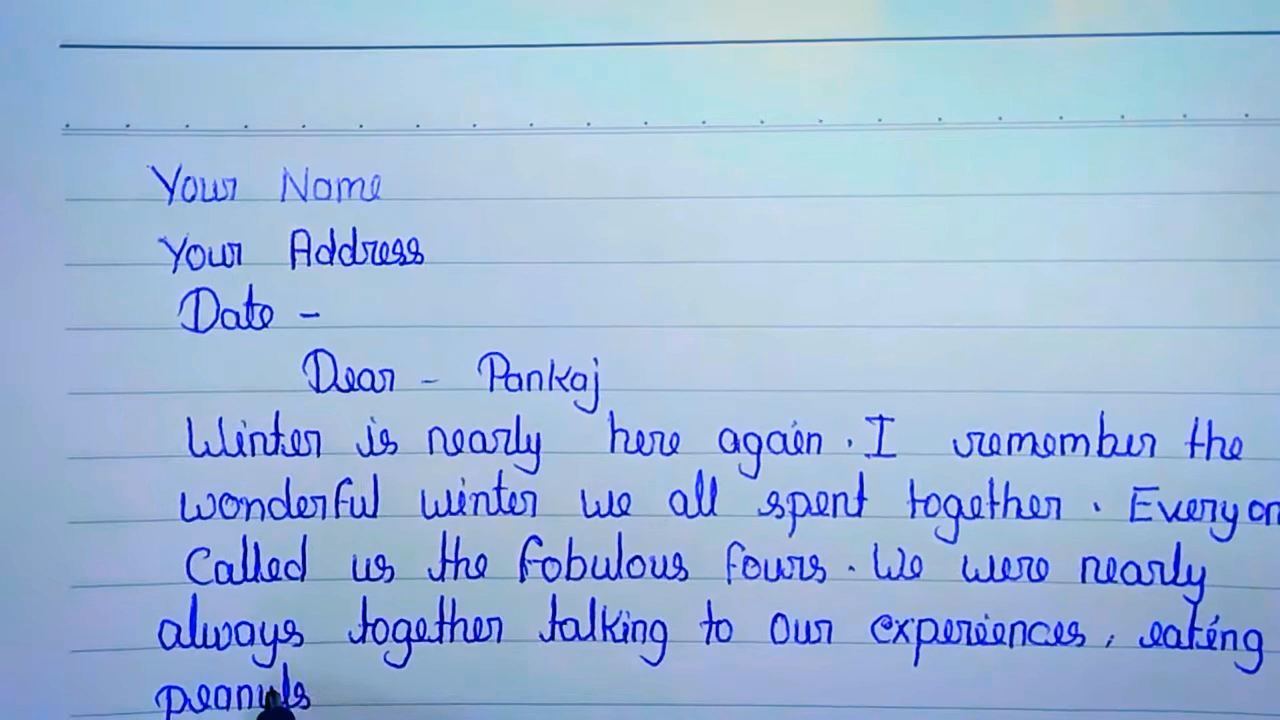 Your Name
Your Address
Date -
Dear - Pankaj
Winter is nearly here again. I remember the
wonderful winter we all spent together. Everyon
Called us the fobulous fours. We were nearly
always together talking to our experiences, eating
peanuts